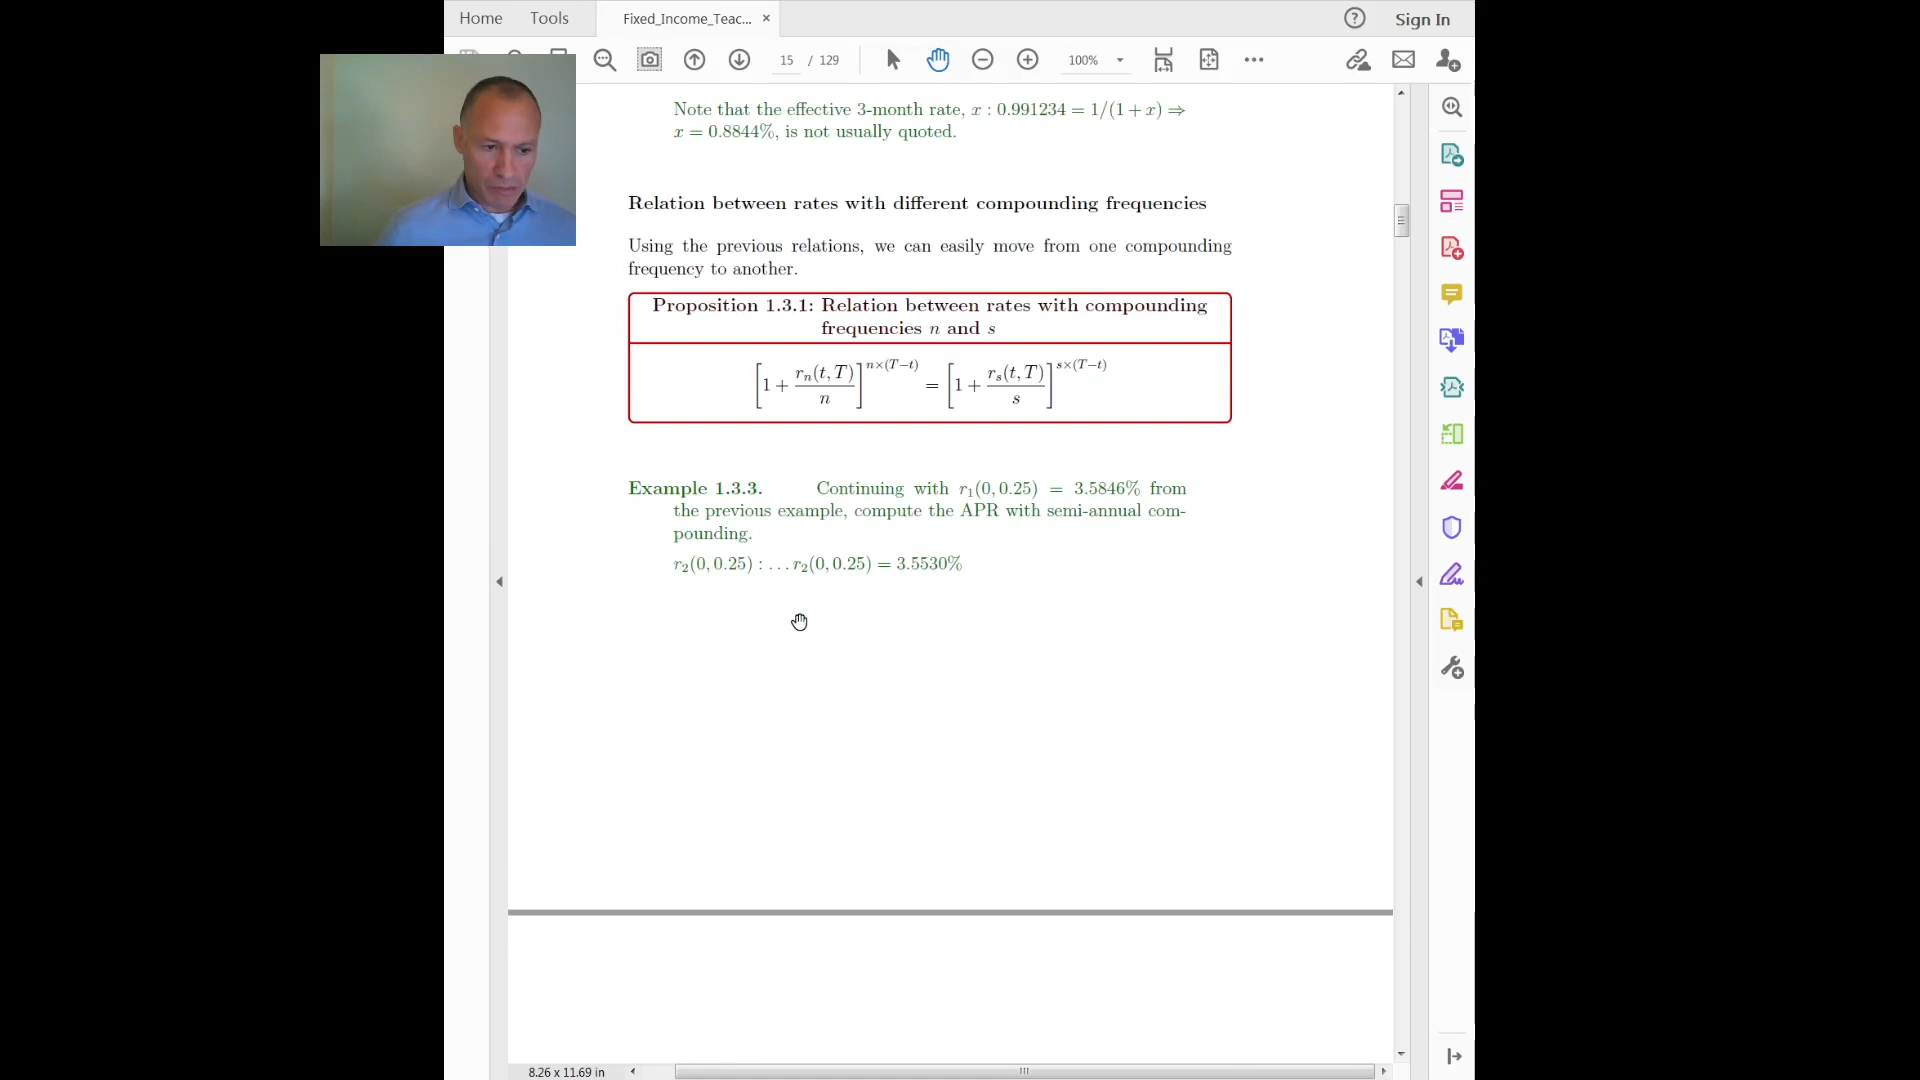 Home Tools Fixed_Income_Teac... × Sign In
15 / 129 100%
Note that the effective 3-month rate, x : 0.991234 = 1/(1 + x) ⇒
x = 0.8844%, is not usually quoted.
Relation between rates with different compounding frequencies
Using the previous relations, we can easily move from one compounding
frequency to another.
Proposition 1.3.1: Relation between rates with compounding
frequencies n and s
[1 + r_n(t, T)/n]^{n×(T−t)} = [1 + r_s(t, T)/s]^{s×(T−t)}
Example 1.3.3. Continuing with r₁(0, 0.25) = 3.5846% from
the previous example, compute the APR with semi-annual com-
pounding.
r₂(0, 0.25) : . . . r₂(0, 0.25) = 3.5530%
8.26 x 11.69 in